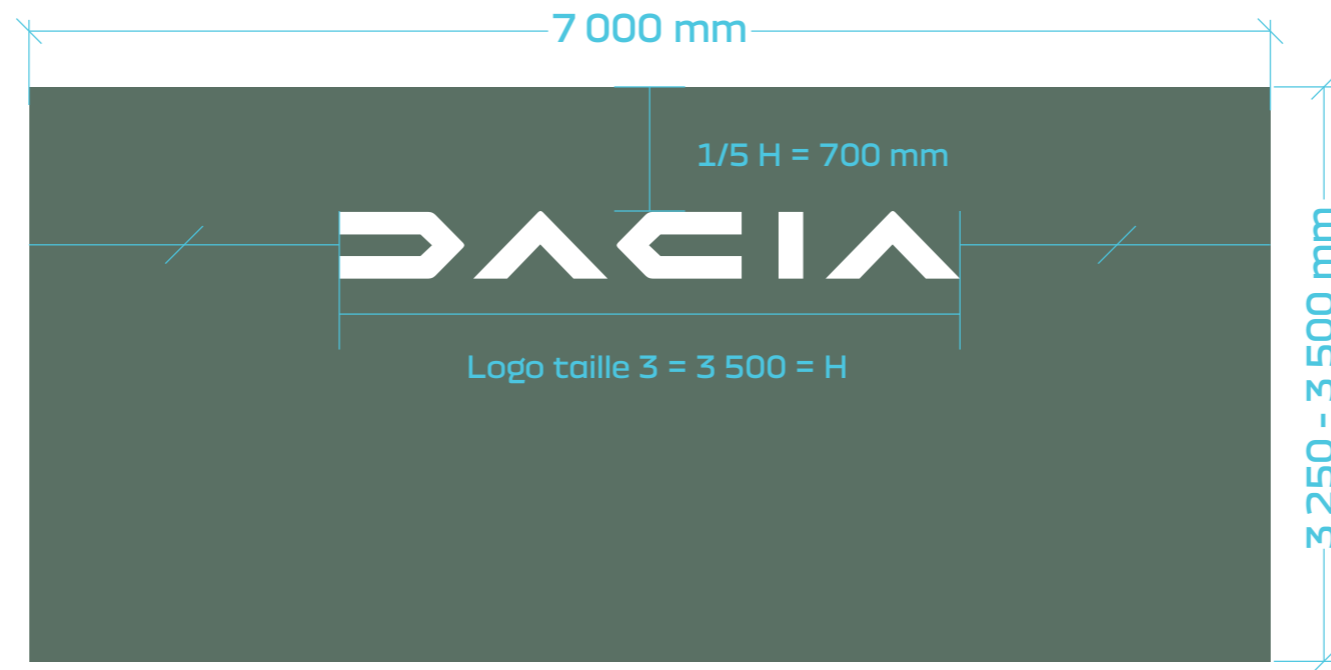 7 000 mm
1/5 H = 700 mm
DACIA
Logo taille 3 = 3 500 = H
3 250 - 3 500 mm